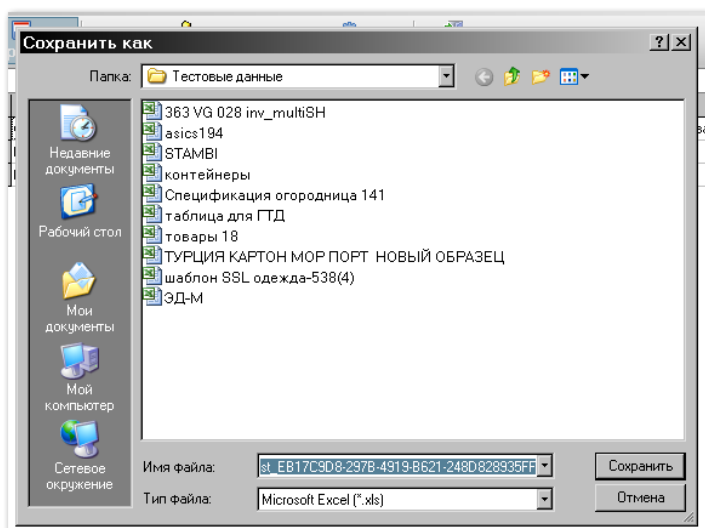 Сохранить как
Папка: Тестовые данные
Недавние документы
Рабочий стол
Мои документы
Мой компьютер
Сетевое окружение
363 VG 028 inv_multiSH
asics194
STAMBI
контейнеры
Спецификация огородница 141
таблица для ГТД
товары 18
ТУРЦИЯ КАРТОН МОР ПОРТ НОВЫЙ ОБРАЗЕЦ
шаблон SSL одежда-538(4)
ЭД-М
Имя файла: st_EB17C9D8-297B-4919-B621-248D828935FF
Сохранить
Тип файла: Microsoft Excel (*.xls)
Отмена